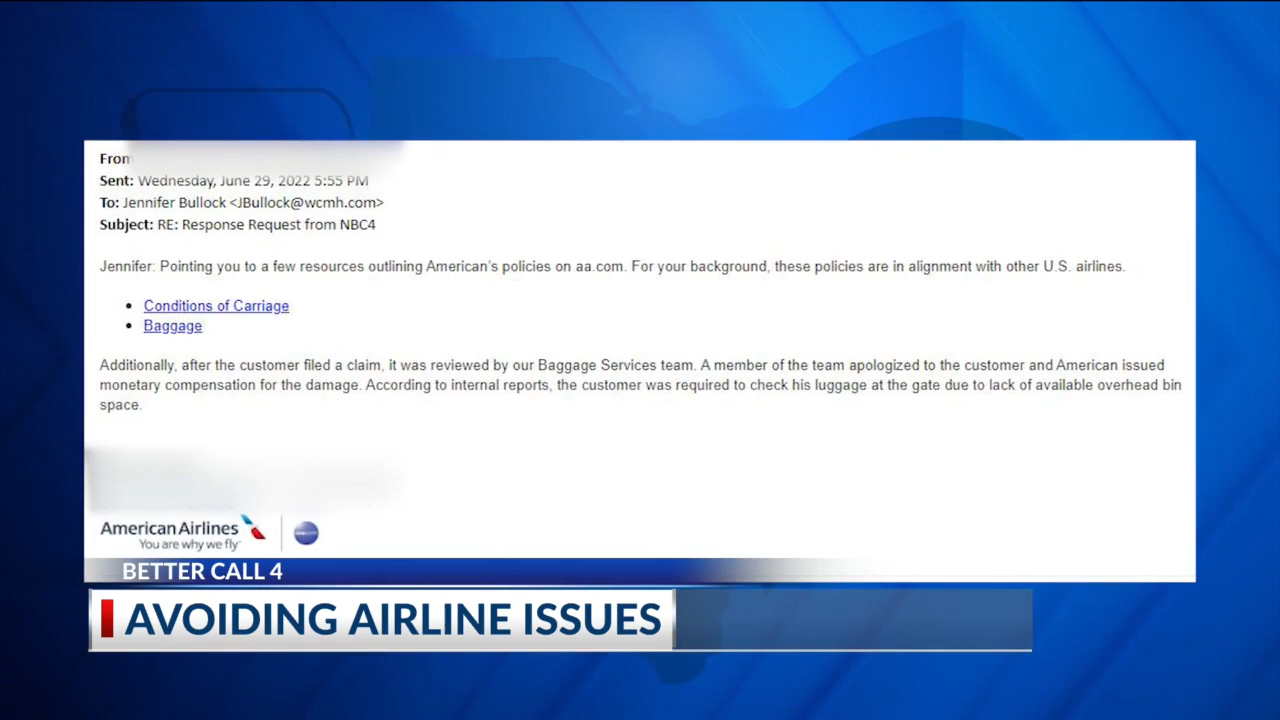 From
Sent: Wednesday, June 29, 2022 5:55 PM
To: Jennifer Bullock <JBullock@wcmh.com>
Subject: RE: Response Request from NBC4
Jennifer: Pointing you to a few resources outlining American's policies on aa.com. For your background, these policies are in alignment with other U.S. airlines.
• Conditions of Carriage
• Baggage
Additionally, after the customer filed a claim, it was reviewed by our Baggage Services team. A member of the team apologized to the customer and American issued
monetary compensation for the damage. According to internal reports, the customer was required to check his luggage at the gate due to lack of available overhead bin
space.
American Airlines
You are why we fly™
BETTER CALL 4
AVOIDING AIRLINE ISSUES